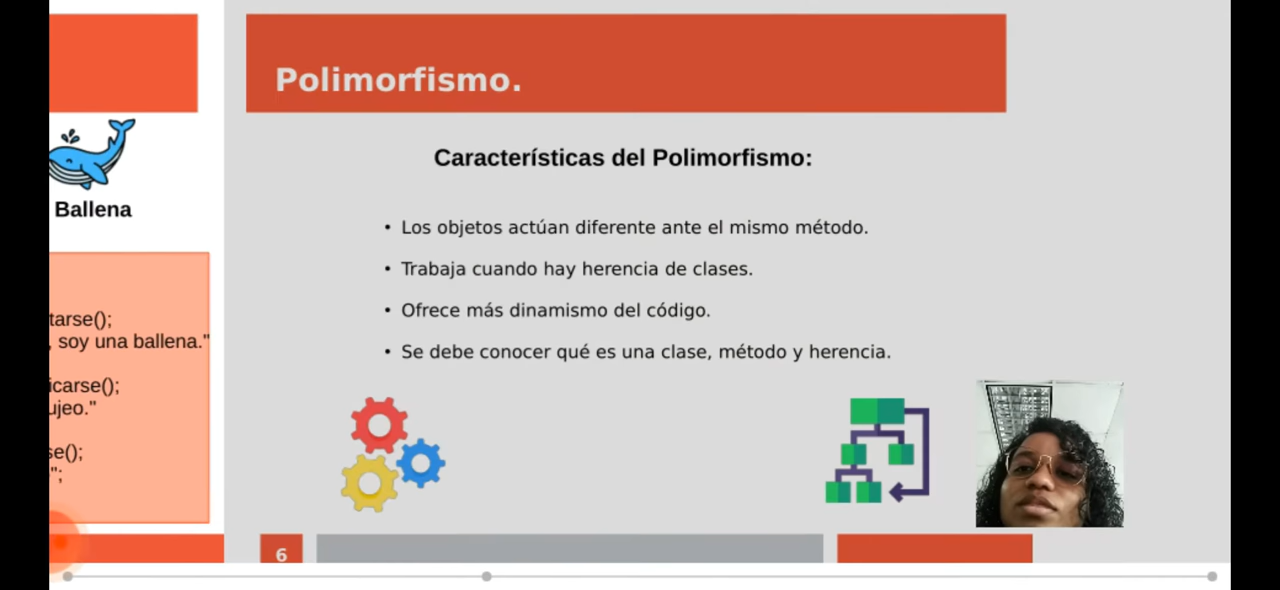 Polimorfismo.
Características del Polimorfismo:
• Los objetos actúan diferente ante el mismo método.
• Trabaja cuando hay herencia de clases.
• Ofrece más dinamismo del código.
• Se debe conocer qué es una clase, método y herencia.
6
Ballena
tarse();
, soy una ballena."
icarse();
ujeo."
se();
";